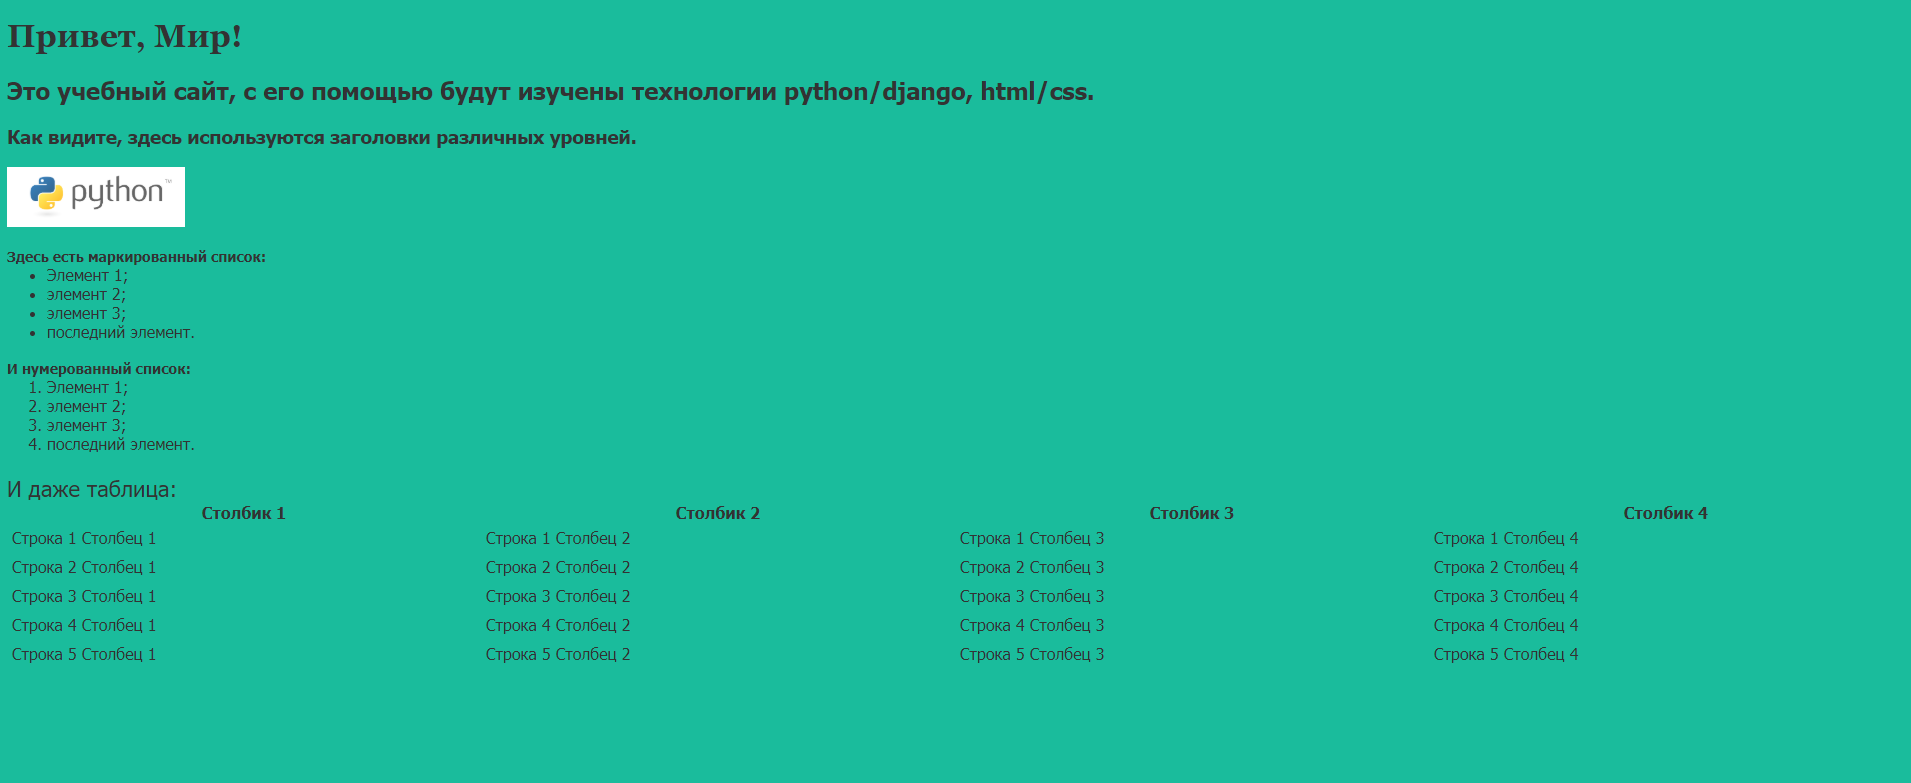 Привет, Мир!
Это учебный сайт, с его помощью будут изучены технологии python/django, html/css.
Как видите, здесь используются заголовки различных уровней.
python™
Здесь есть маркированный список:
• Элемент 1;
• элемент 2;
• элемент 3;
• последний элемент.
И нумерованный список:
1. Элемент 1;
2. элемент 2;
3. элемент 3;
4. последний элемент.
И даже таблица:
Столбик 1 Столбик 2 Столбик 3 Столбик 4
Строка 1 Столбец 1 Строка 1 Столбец 2 Строка 1 Столбец 3 Строка 1 Столбец 4
Строка 2 Столбец 1 Строка 2 Столбец 2 Строка 2 Столбец 3 Строка 2 Столбец 4
Строка 3 Столбец 1 Строка 3 Столбец 2 Строка 3 Столбец 3 Строка 3 Столбец 4
Строка 4 Столбец 1 Строка 4 Столбец 2 Строка 4 Столбец 3 Строка 4 Столбец 4
Строка 5 Столбец 1 Строка 5 Столбец 2 Строка 5 Столбец 3 Строка 5 Столбец 4